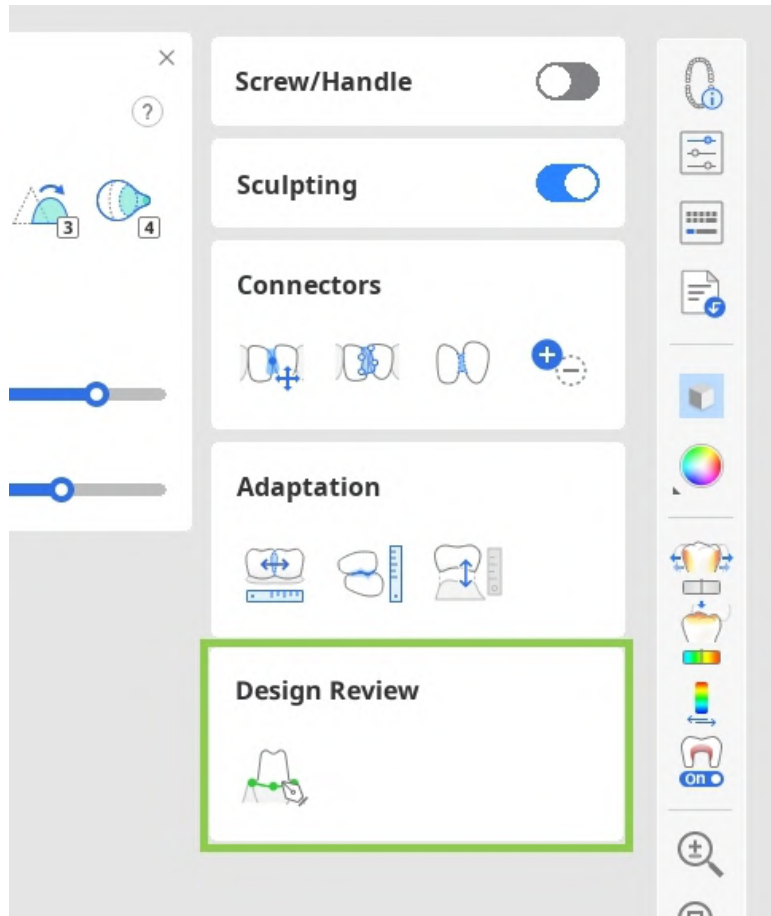 ?
3
4
Screw/Handle
Sculpting
Connectors
Adaptation
Design Review
i
On